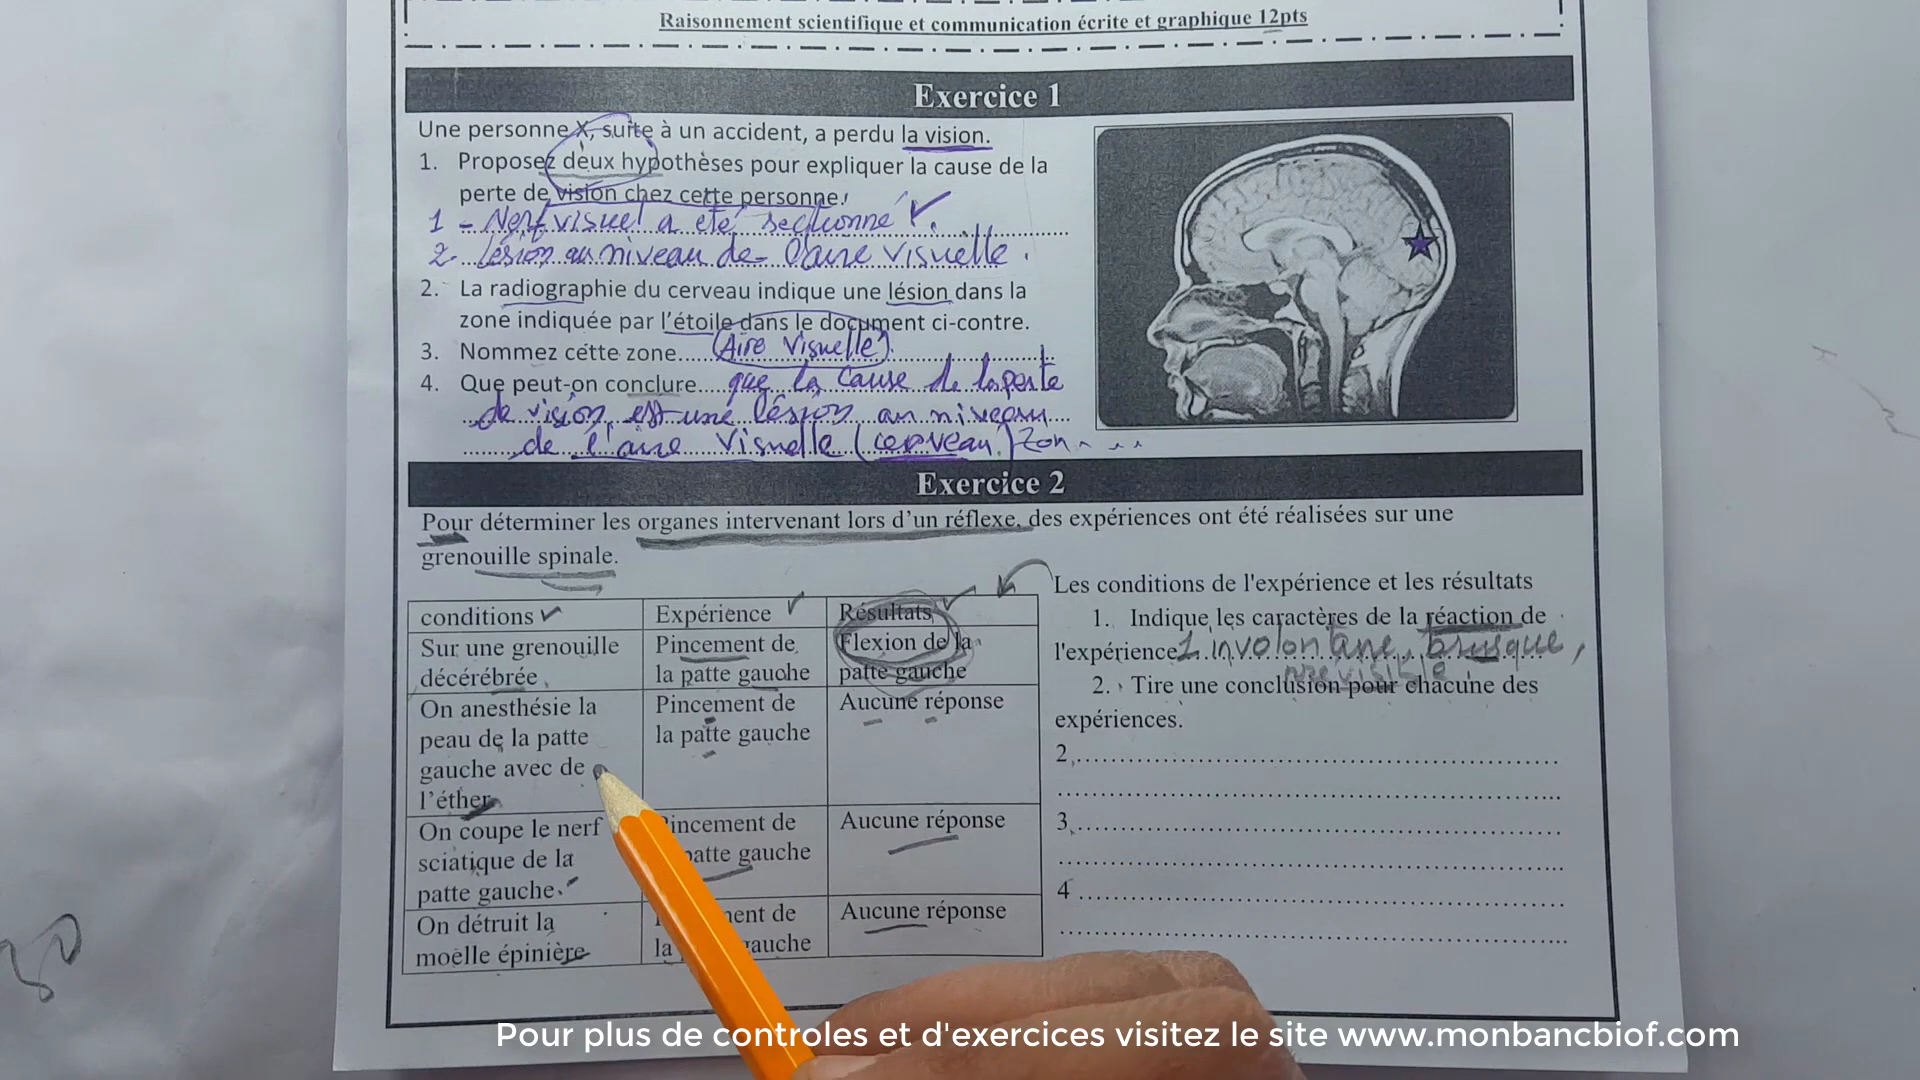 Raisonnement scientifique et communication écrite et graphique 12pts
Exercice 1
Une personne X, suite à un accident, a perdu la vision.
1. Proposez deux hypothèses pour expliquer la cause de la
perte de vision chez cette personne.
1 - Nerf visuel a été sectionné
2. lésion au niveau de l'aire visuelle.
2. La radiographie du cerveau indique une lésion dans la
zone indiquée par l'étoile dans le document ci-contre.
3. Nommez cette zone.... (Aire Visuelle)
4. Que peut-on conclure.... que la cause de la perte
de vision est une lésion au niveau
de l'aire visuelle (cerveau)
Exercice 2
Pour déterminer les organes intervenant lors d'un réflexe, des expériences ont été réalisées sur une
grenouille spinale.
conditions Expérience Résultats
Sur une grenouille Pincement de Flexion de la
décérébrée la patte gauche patte gauche
On anesthésie la Pincement de Aucune réponse
peau de la patte la patte gauche
gauche avec de
l'éther
On coupe le nerf Pincement de Aucune réponse
sciatique de la patte gauche
patte gauche.
On détruit la Aucune réponse
moelle épinière la gauche
Les conditions de l'expérience et les résultats
1. Indique les caractères de la réaction de
l'expérience 1. involontaire, brusque,
prévisible
2. Tire une conclusion pour chacune des
expériences.
2
3
4
30
Pour plus de controles et d'exercices visitez le site www.monbancbiof.com